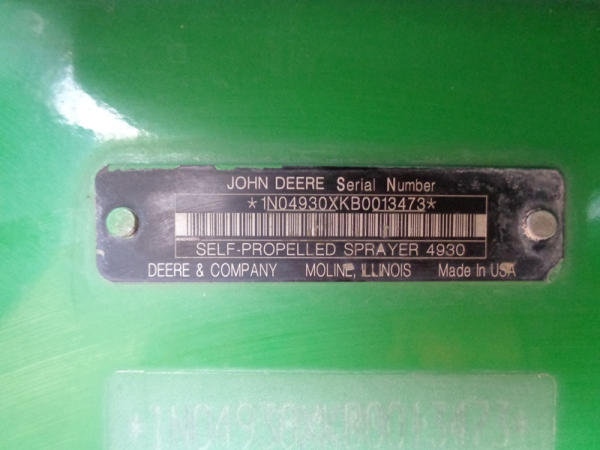 JOHN DEERE Serial Number
*1N04930XKB0013473*
SELF-PROPELLED SPRAYER 4930
DEERE & COMPANY MOLINE, ILLINOIS Made In USA